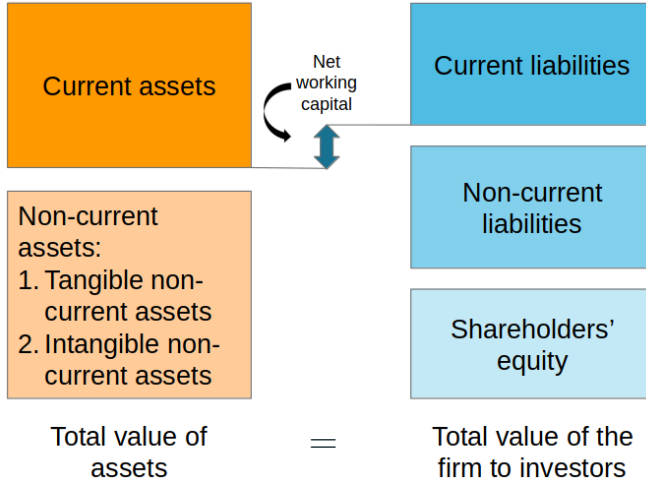 Current assets
Net
working
capital
Current liabilities
Non-current
assets:
1. Tangible non-
current assets
2. Intangible non-
current assets
Non-current
liabilities
Shareholders’
equity
Total value of
assets
=
Total value of the
firm to investors